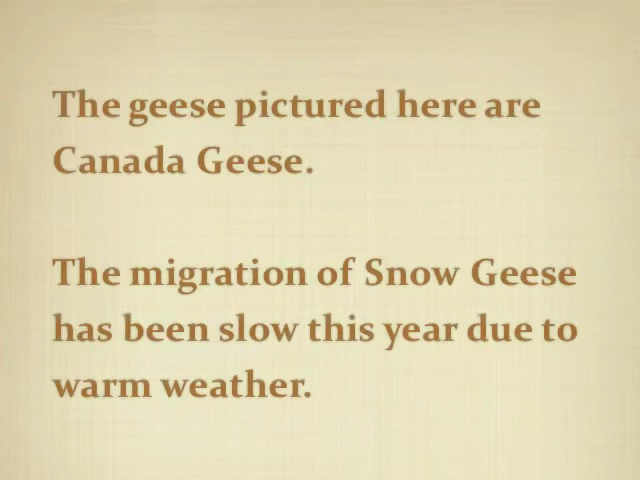 The geese pictured here are
Canada Geese.
The migration of Snow Geese
has been slow this year due to
warm weather.